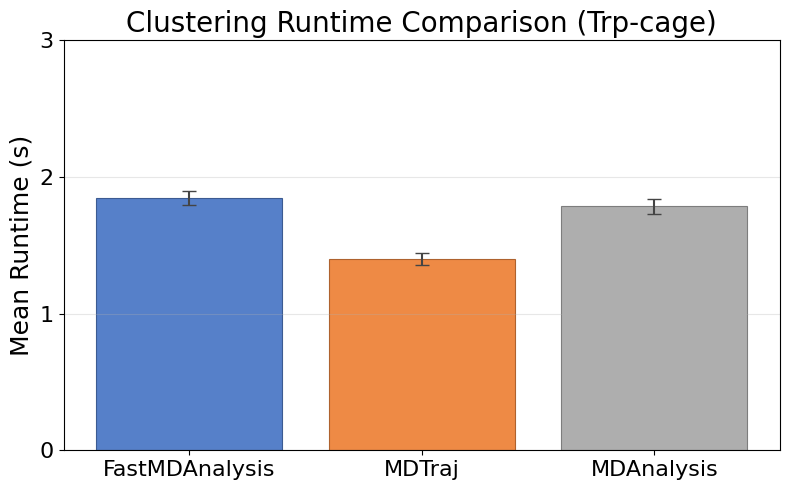 Clustering Runtime Comparison (Trp-cage)
Mean Runtime (s)
3
2
1
0
FastMDAnalysis MDTraj MDAnalysis